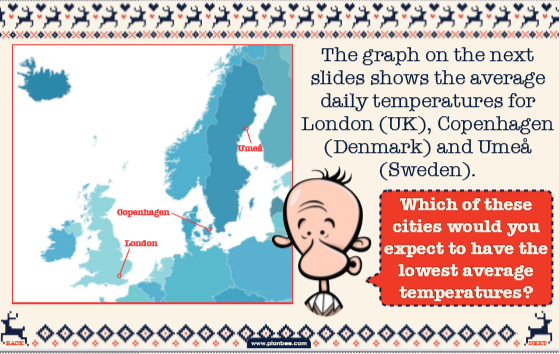 The graph on the next
slides shows the average
daily temperatures for
London (UK), Copenhagen
(Denmark) and Umeå
(Sweden).
Umeå
Copenhagen
London
Which of these
cities would you
expect to have the
lowest average
temperatures?
BACK
www.planbee.com
NEXT